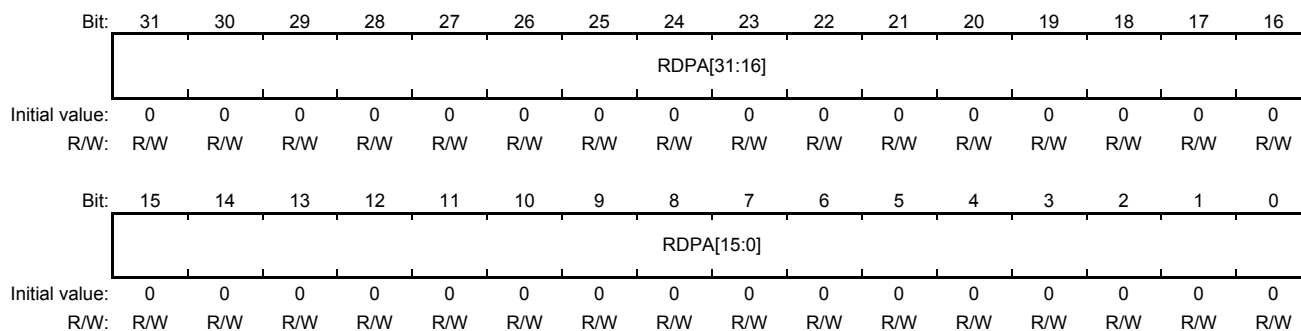 Bit: 31 30 29 28 27 26 25 24 23 22 21 20 19 18 17 16
RDPA[31:16]
Initial value: 0 0 0 0 0 0 0 0 0 0 0 0 0 0 0 0
R/W: R/W R/W R/W R/W R/W R/W R/W R/W R/W R/W R/W R/W R/W R/W R/W R/W
Bit: 15 14 13 12 11 10 9 8 7 6 5 4 3 2 1 0
RDPA[15:0]
Initial value: 0 0 0 0 0 0 0 0 0 0 0 0 0 0 0 0
R/W: R/W R/W R/W R/W R/W R/W R/W R/W R/W R/W R/W R/W R/W R/W R/W R/W